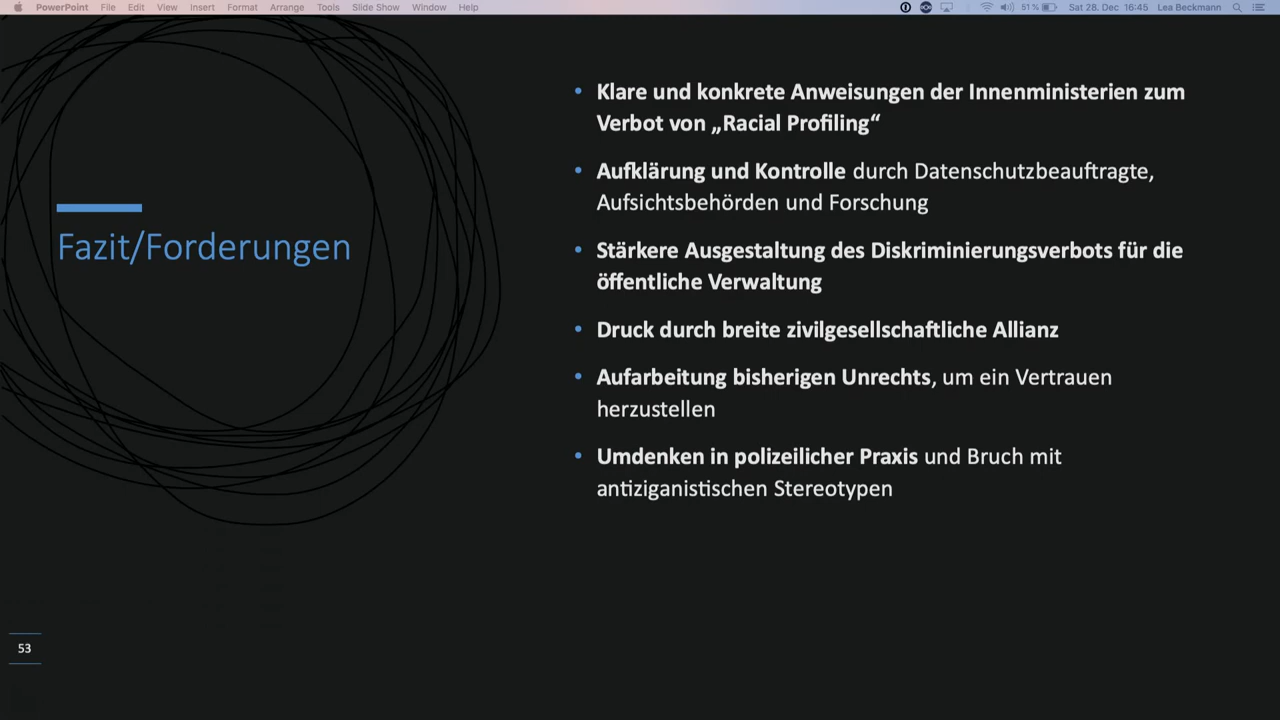 PowerPoint File Edit View Insert Format Arrange Tools Slide Show Window Help 51% Sat 28. Dec 16:45 Lea Beckmann
Fazit/Forderungen
• Klare und konkrete Anweisungen der Innenministerien zum
Verbot von „Racial Profiling“
• Aufklärung und Kontrolle durch Datenschutzbeauftragte,
Aufsichtsbehörden und Forschung
• Stärkere Ausgestaltung des Diskriminierungsverbots für die
öffentliche Verwaltung
• Druck durch breite zivilgesellschaftliche Allianz
• Aufarbeitung bisherigen Unrechts, um ein Vertrauen
herzustellen
• Umdenken in polizeilicher Praxis und Bruch mit
antiziganistischen Stereotypen
53